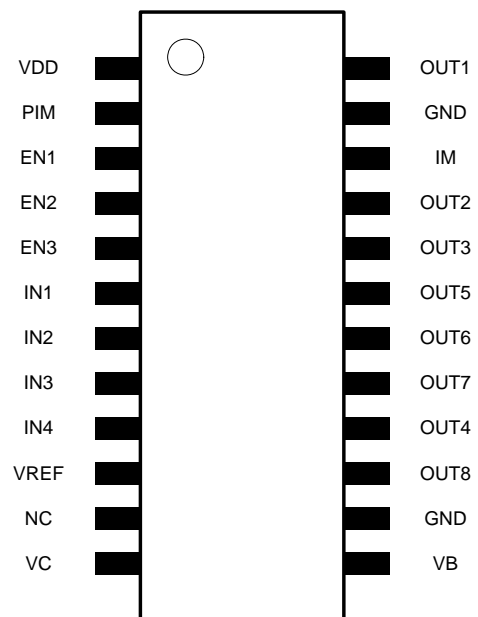 VDD OUT1
PIM GND
EN1 IM
EN2 OUT2
EN3 OUT3
IN1 OUT5
IN2 OUT6
IN3 OUT7
IN4 OUT4
VREF OUT8
NC GND
VC VB